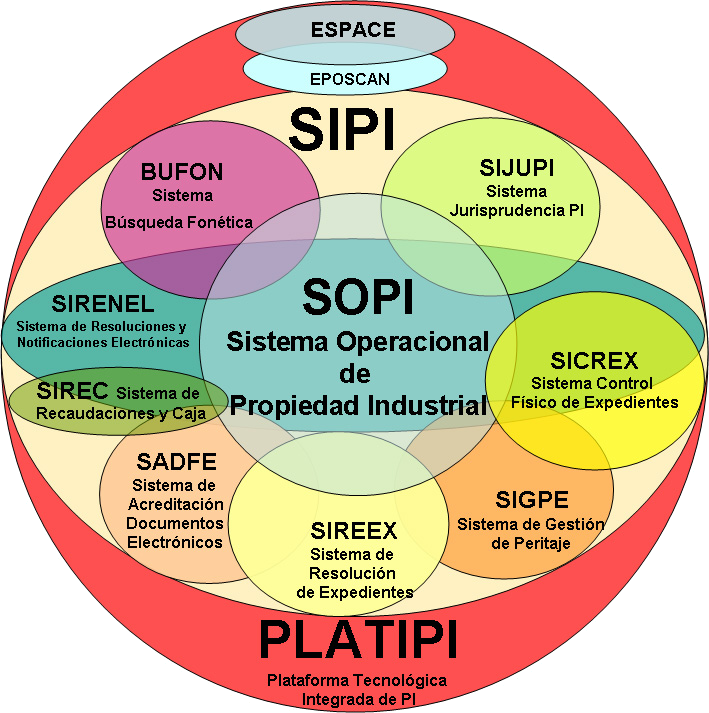 ESPACE
EPOSCAN
SIPI
BUFON
Sistema
Búsqueda Fonética
SIJUPI
Sistema
Jurisprudencia PI
SIRENEL
Sistema de Resoluciones y
Notificaciones Electrónicas
SOPI
Sistema Operacional
de
Propiedad Industrial
SICREX
Sistema Control
Físico de Expedientes
SIREC Sistema de
Recaudaciones y Caja
SADFE
Sistema de
Acreditación
Documentos
Electrónicos
SIREEX
Sistema de
Resolución
de Expedientes
SIGPE
Sistema de Gestión
de Peritaje
PLATIPI
Plataforma Tecnológica
Integrada de PI